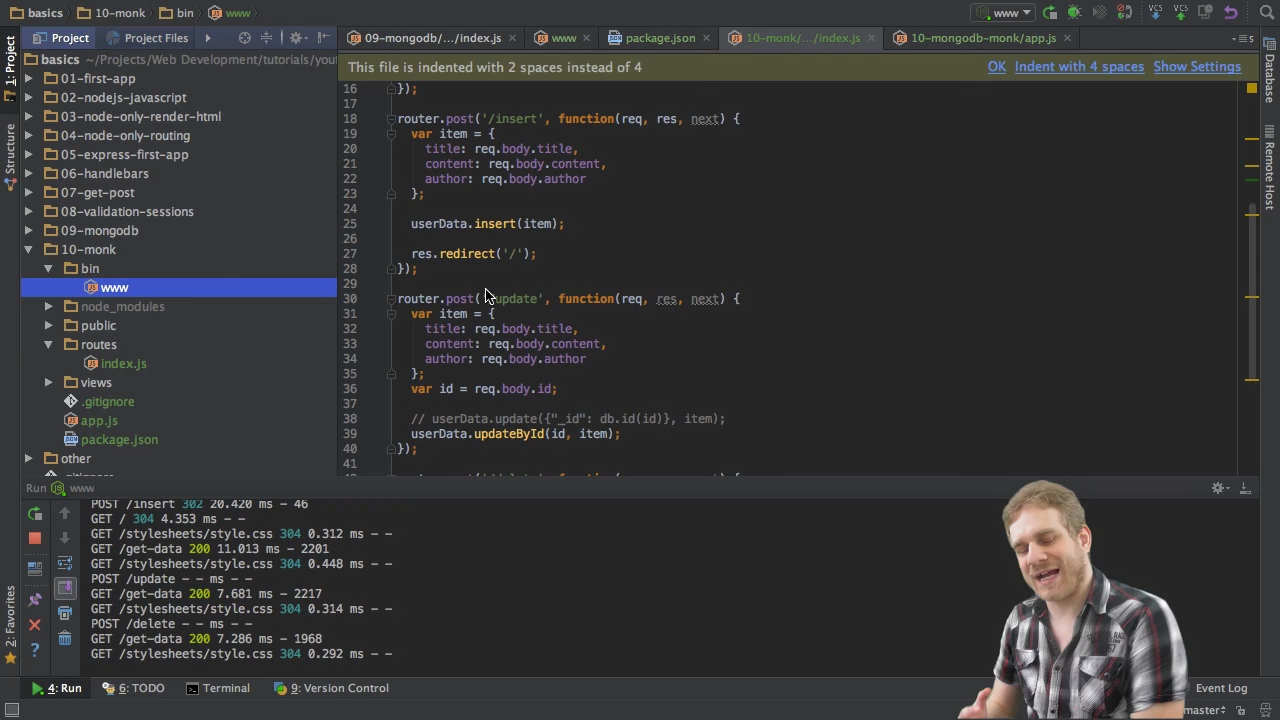 basics 10-monk bin www
www VCS VCS
1: Project
Structure
2: Favorites
Project Project Files
basics ~/Projects/Web Development/tutorials/yout
01-first-app
02-nodejs-javascript
03-node-only-render-html
04-node-only-routing
05-express-first-app
06-handlebars
07-get-post
08-validation-sessions
09-mongodb
10-monk
bin
www
node_modules
public
routes
index.js
views
.gitignore
app.js
package.json
other
.gitignore
09-mongodb/.../index.js www package.json 10-monk/.../index.js 10-mongodb-monk/app.js
This file is indented with 2 spaces instead of 4 OK Indent with 4 spaces Show Settings
16 });
17
18 router.post('/insert', function(req, res, next) {
19 var item = {
20 title: req.body.title,
21 content: req.body.content,
22 author: req.body.author
23 };
24
25 userData.insert(item);
26
27 res.redirect('/');
28 });
29
30 router.post('/update', function(req, res, next) {
31 var item = {
32 title: req.body.title,
33 content: req.body.content,
34 author: req.body.author
35 };
36 var id = req.body.id;
37
38 // userData.update({"_id": db.id(id)}, item);
39 userData.updateById(id, item);
40 });
41
Database
Remote Host
Run www
POST /insert 302 20.420 ms - 46
GET / 304 4.353 ms - -
GET /stylesheets/style.css 304 0.312 ms - -
GET /get-data 200 11.013 ms - 2201
GET /stylesheets/style.css 304 0.448 ms - -
POST /update - - ms - -
GET /get-data 200 7.681 ms - 2217
GET /stylesheets/style.css 304 0.314 ms - -
POST /delete - - ms - -
GET /get-data 200 7.286 ms - 1968
GET /stylesheets/style.css 304 0.292 ms - -
4: Run 6: TODO Terminal 9: Version Control Event Log
master